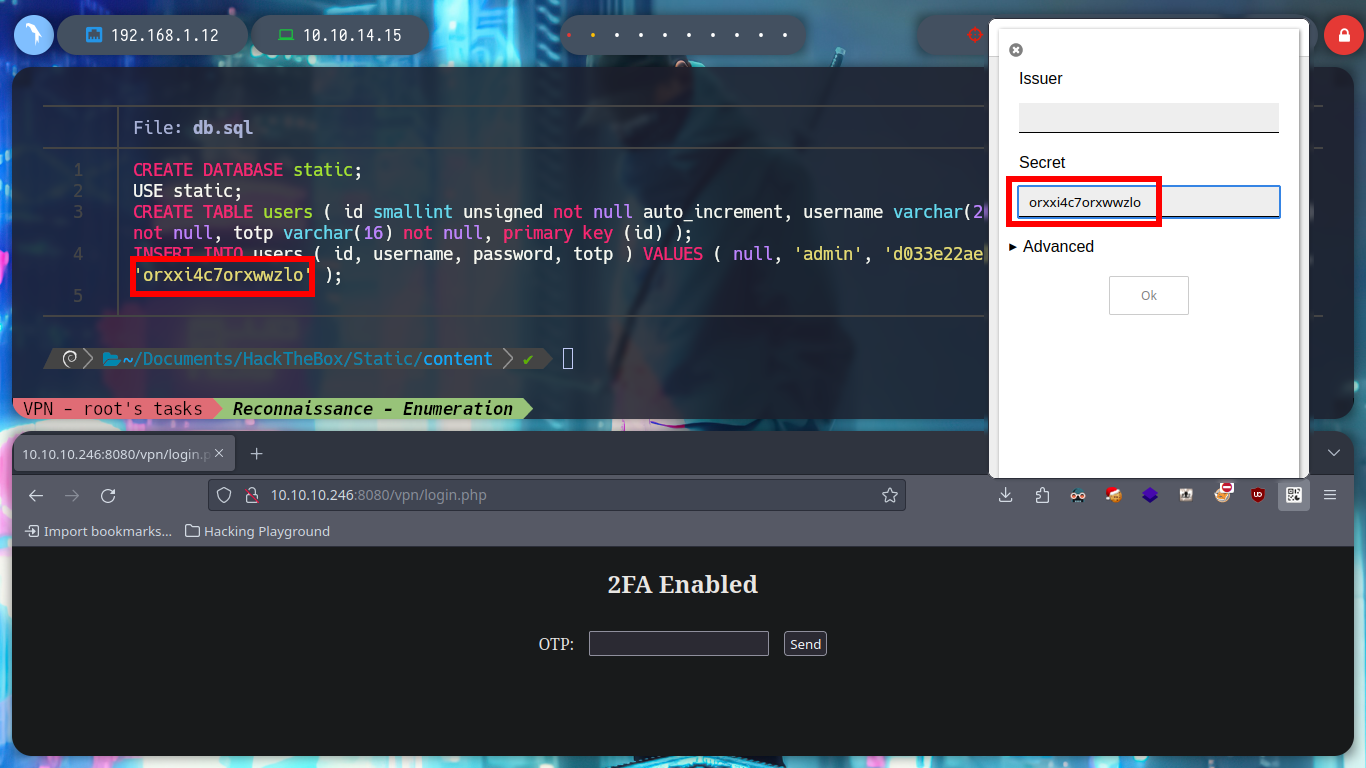 192.168.1.12
10.10.14.15
File: db.sql
1 CREATE DATABASE static;
2 USE static;
3 CREATE TABLE users ( id smallint unsigned not null auto_increment, username varchar(2
not null, totp varchar(16) not null, primary key (id) );
4 INSERT INTO users ( id, username, password, totp ) VALUES ( null, 'admin', 'd033e22ae
'orxxi4c7orxwwzlo' );
5
~/Documents/HackTheBox/Static/content
VPN - root's tasks
Reconnaissance - Enumeration
Issuer
Secret
orxxi4c7orxwwzlo
Advanced
Ok
10.10.10.246:8080/vpn/login.p
10.10.10.246:8080/vpn/login.php
Import bookmarks...
Hacking Playground
2FA Enabled
OTP:
Send